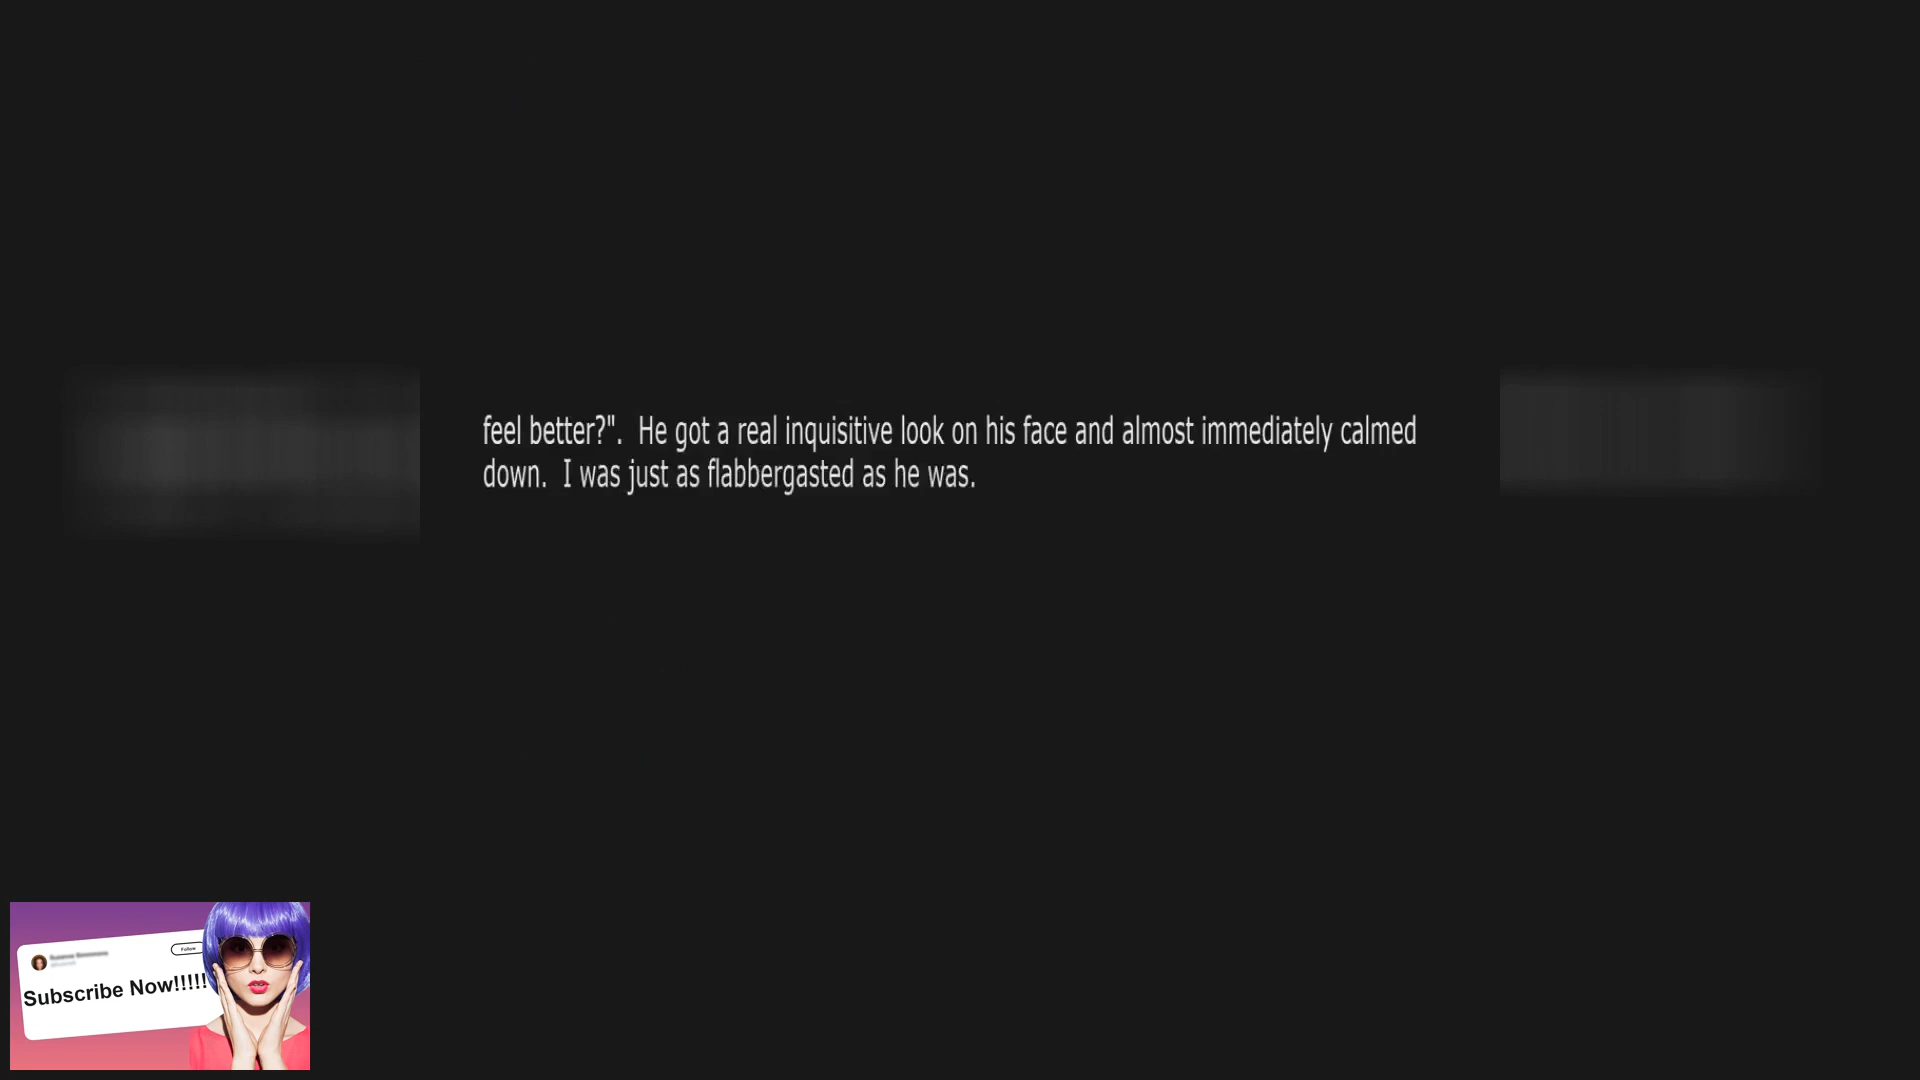 feel better?".  He got a real inquisitive look on his face and almost immediately calmed
down.  I was just as flabbergasted as he was.
Follow
Subscribe Now!!!!!